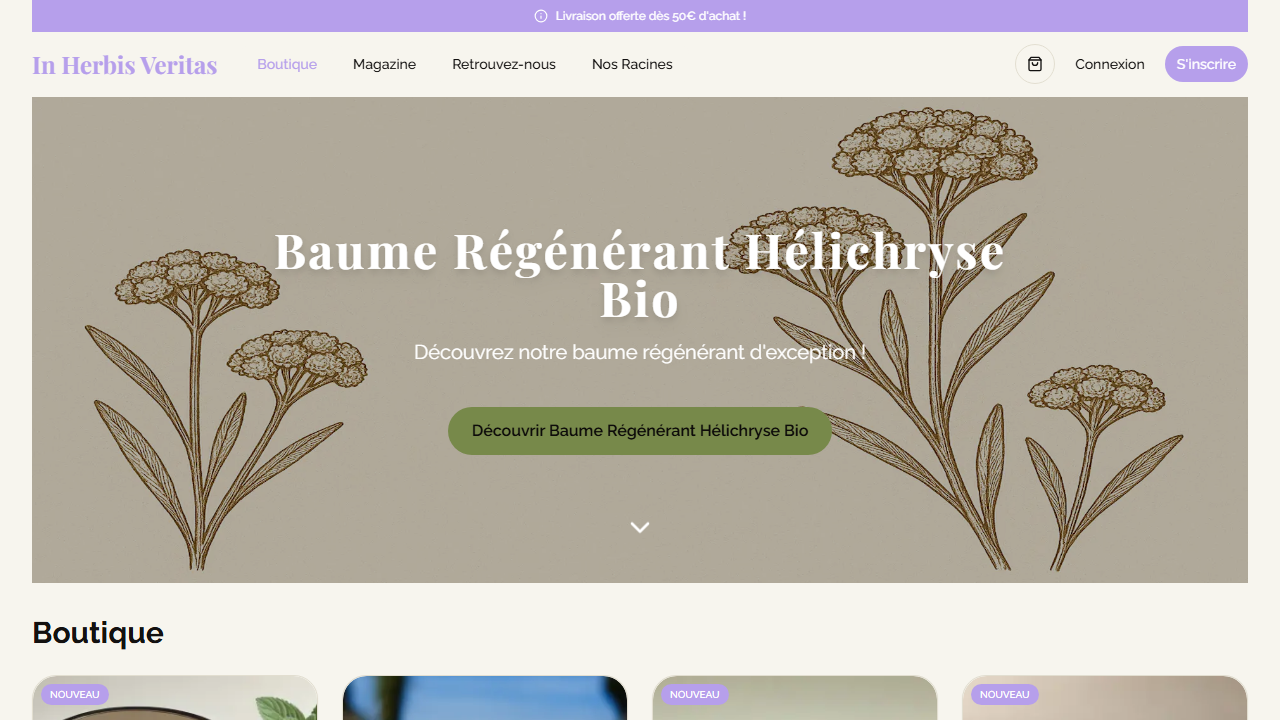 Livraison offerte dès 50€ d'achat !
In Herbis Veritas
Boutique
Magazine
Retrouvez-nous
Nos Racines
Connexion
S'inscrire
Baume Régénérant Hélichryse
Bio
Découvrez notre baume régénérant d'exception !
Découvrir Baume Régénérant Hélichryse Bio
Boutique
NOUVEAU
NOUVEAU
NOUVEAU